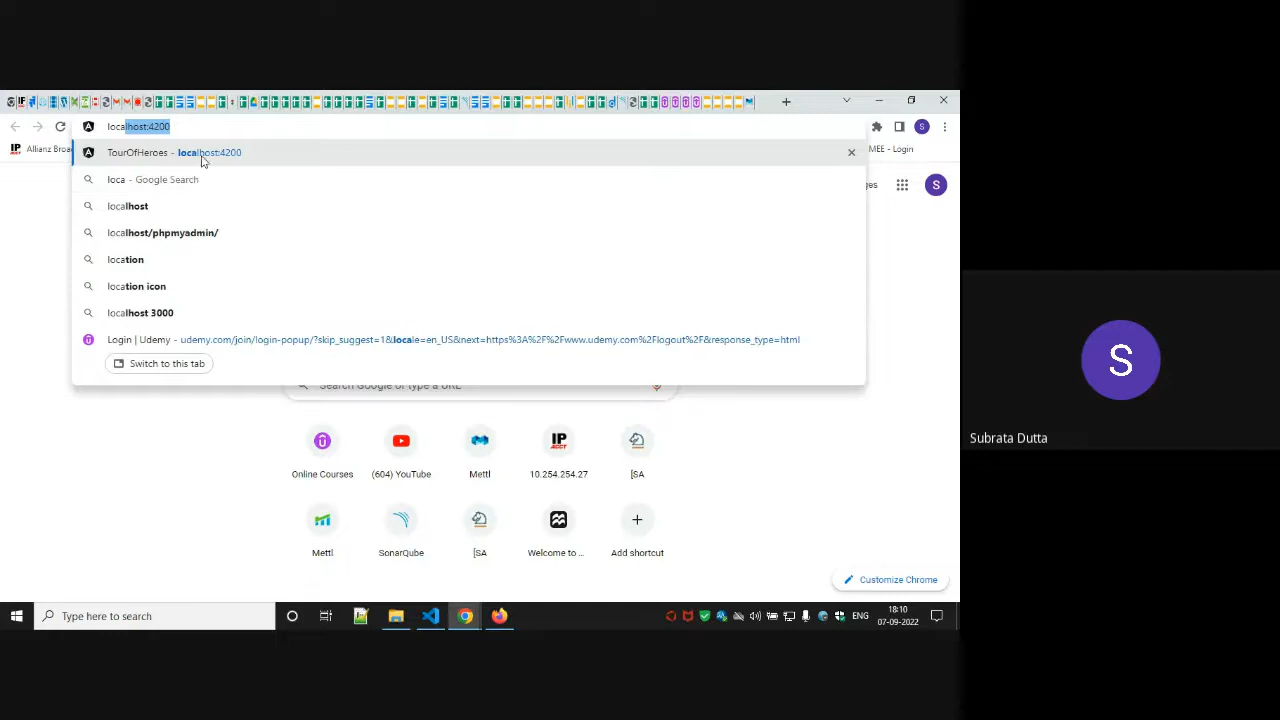 localhost:4200
Allianz Broa
MEE - Login
TourOfHeroes - localhost:4200
loca - Google Search
localhost
localhost/phpmyadmin/
location
location icon
localhost 3000
Login | Udemy - udemy.com/join/login-popup/?skip_suggest=1&locale=en_US&next=https%3A%2F%2Fwww.udemy.com%2Flogout%2F&response_type=html
Switch to this tab
S
S
Search Google or type a URL
Online Courses
(604) YouTube
Mettl
10.254.254.27
[SA
Mettl
SonarQube
[SA
Welcome to ...
Add shortcut
Customize Chrome
Type here to search
ENG
18:10
07-09-2022
S
Subrata Dutta